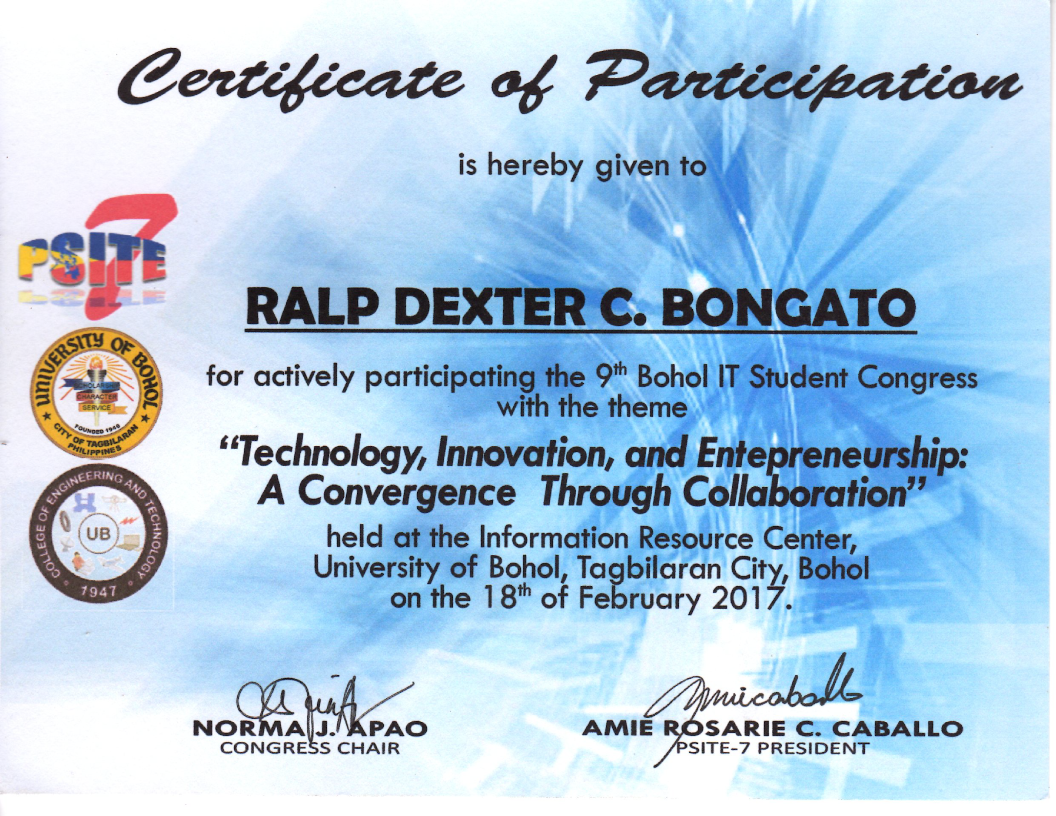 Certificate of Participation
is hereby given to
PSITE
7
RALP DEXTER C. BONGATO
UNIVERSITY OF BOHOL
SCHOLARSHIP
CHARACTER
SERVICE
FOUNDED 1946
CITY OF TAGBILARAN
PHILIPPINES
for actively participating the 9th Bohol IT Student Congress
with the theme
“Technology, Innovation, and Entepreneurship:
A Convergence Through Collaboration”
COLLEGE OF ENGINEERING AND TECHNOLOGY
UB
1947
held at the Information Resource Center,
University of Bohol, Tagbilaran City, Bohol
on the 18th of February 2017.
NORMA J. APAO
CONGRESS CHAIR
AMIE ROSARIE C. CABALLO
PSITE-7 PRESIDENT